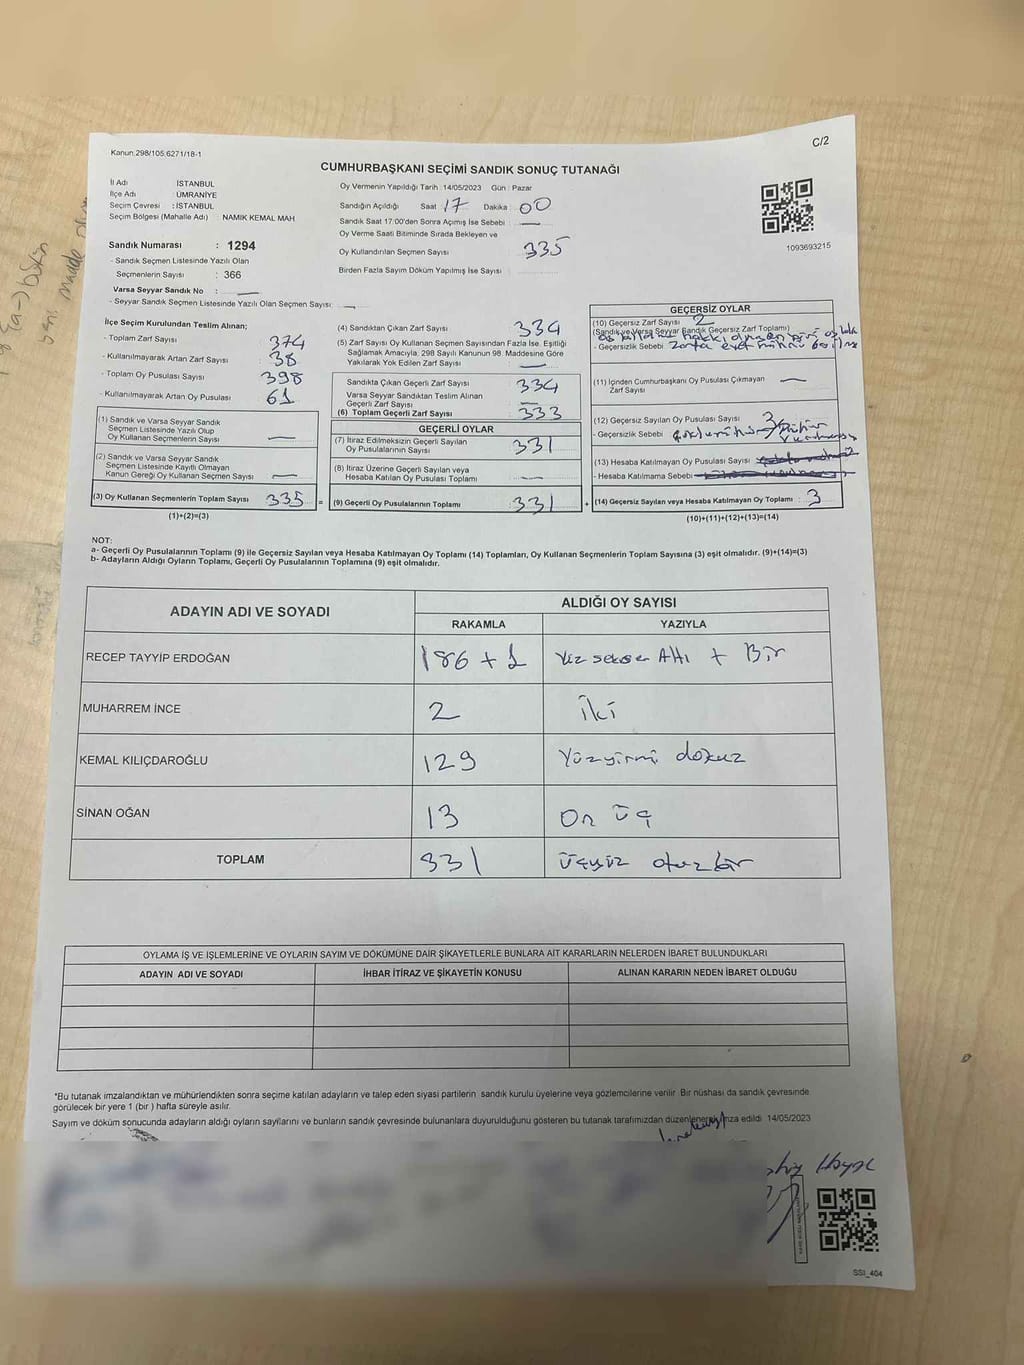 C/2
Kanun.298/105:6271/18-1
CUMHURBAŞKANI SEÇİMİ SANDIK SONUÇ TUTANAĞI
İl Adı : İSTANBUL
İlçe Adı : ÜMRANİYE
Seçim Çevresi : İSTANBUL
Seçim Bölgesi (Mahalle Adı) : NAMIK KEMAL MAH
Sandık Numarası : 1294
- Sandık Seçmen Listesinde Yazılı Olan
Seçmenlerin Sayısı : 366
Varsa Seyyar Sandık No : —
- Seyyar Sandık Seçmen Listesinde Yazılı Olan Seçmen Sayısı: —
Oy Vermenin Yapıldığı Tarih :14/05/2023 Gün : Pazar
Sandığın Açıldığı Saat 17 Dakika : 00
Sandık Saat 17:00'den Sonra Açımış İse Sebebi : —
Oy Verme Saati Bitiminde Sırada Bekleyen ve
Oy Kullandırılan Seçmen Sayısı : 335
Birden Fazla Sayım Döküm Yapılmış İse Sayısı
1093693215
İlçe Seçim Kurulundan Teslim Alınan;
- Toplam Zarf Sayısı : 374
- Kullanılmayarak Artan Zarf Sayısı : 38
- Toplam Oy Pusulası Sayısı : 398
- Kullanılmayarak Artan Oy Pusulası : 61
(1) Sandık ve Varsa Seyyar Sandık
Seçmen Listesinde Yazılı Olup
Oy Kullanan Seçmenlerin Sayısı : —
(2) Sandık ve Varsa Seyyar Sandık
Seçmen Listesinde Kayıtlı Olmayan
Kanun Gereği Oy Kullanan Seçmen Sayısı : —
(3) Oy Kullanan Seçmenlerin Toplam Sayısı : 335 =
(1)+(2)=(3)
(4) Sandıktan Çıkan Zarf Sayısı : 334
(5) Zarf Sayısı Oy Kullanan Seçmen Sayısından Fazla İse, Eşitliği
Sağlamak Amacıyla, 298 Sayılı Kanunun 98. Maddesine Göre
Yakılarak Yok Edilen Zarf Sayısı : —
Sandıkta Çıkan Geçerli Zarf Sayısı : 334
Varsa Seyyar Sandıktan Teslim Alınan
Geçerli Zarf Sayısı : —
(6) Toplam Geçerli Zarf Sayısı : 333
GEÇERLİ OYLAR
(7) İtiraz Edilmeksizin Geçerli Sayılan
Oy Pusulasının Sayısı : 331
(8) İtiraz Üzerine Geçerli Sayılan veya
Hesaba Katılan Oy Pusulası Toplamı : —
(9) Geçerli Oy Pusulalarının Toplamı : 331 +
GEÇERSİZ OYLAR
(10) Geçersiz Zarf Sayısı : 2
(Sandık ve Varsa Seyyar Sandık Geçersiz Zarf Toplamı)
- Geçersizlik Sebebi : Zarfa evet mührü
(11) İçinden Cumhurbaşkanı Oy Pusulası Çıkmayan
Zarf Sayısı : —
(12) Geçersiz Sayılan Oy Pusulası Sayısı : 3
- Geçersizlik Sebebi :
(13) Hesaba Katılmayan Oy Pusulası Sayısı :
- Hesaba Katılmama Sebebi :
(14) Geçersiz Sayılan veya Hesaba Katılmayan Oy Toplamı : 3
(10)+(11)+(12)+(13)=(14)
NOT:
a- Geçerli Oy Pusulalarının Toplamı (9) ile Geçersiz Sayılan veya Hesaba Katılmayan Oy Toplamı (14) Toplamları, Oy Kullanan Seçmenlerin Toplam Sayısına (3) eşit olmalıdır. (9)+(14)=(3)
b- Adayların Aldığı Oyların Toplamı, Geçerli Oy Pusulalarının Toplamına (9) eşit olmalıdır.
ADAYIN ADI VE SOYADI
ALDIĞI OY SAYISI
RAKAMLA YAZIYLA
RECEP TAYYİP ERDOĞAN 186 + 1 Yüz seksen Altı + Bir
MUHARREM İNCE 2 iki
KEMAL KILIÇDAROĞLU 129 Yüzyirmi dokuz
SİNAN OĞAN 13 On üç
TOPLAM 331 üçyüz otuz bir
OYLAMA İŞ VE İŞLEMLERİNE VE OYLARIN SAYIM VE DÖKÜMÜNE DAİR ŞİKAYETLERLE BUNLARA AİT KARARLARIN NELERDEN İBARET BULUNDUKLARI
ADAYIN ADI VE SOYADI İHBAR İTİRAZ VE ŞİKAYETİN KONUSU ALINAN KARARIN NEDEN İBARET OLDUĞU
*Bu tutanak imzalandıktan ve mühürlendikten sonra seçime katılan adayların ve talep eden siyasi partilerin sandık kurulu üyelerine veya gözlemcilerine verilir. Bir nüshası da sandık çevresinde
görülecek bir yere 1 (bir ) hafta süreyle asılır.
Sayım ve döküm sonucunda adayların aldığı oyların sayılarını ve bunların sandık çevresinde bulunanlara duyurulduğunu gösteren bu tutanak tarafımızdan düzenlenerek imza edildi 14/05/2023
SSI_404